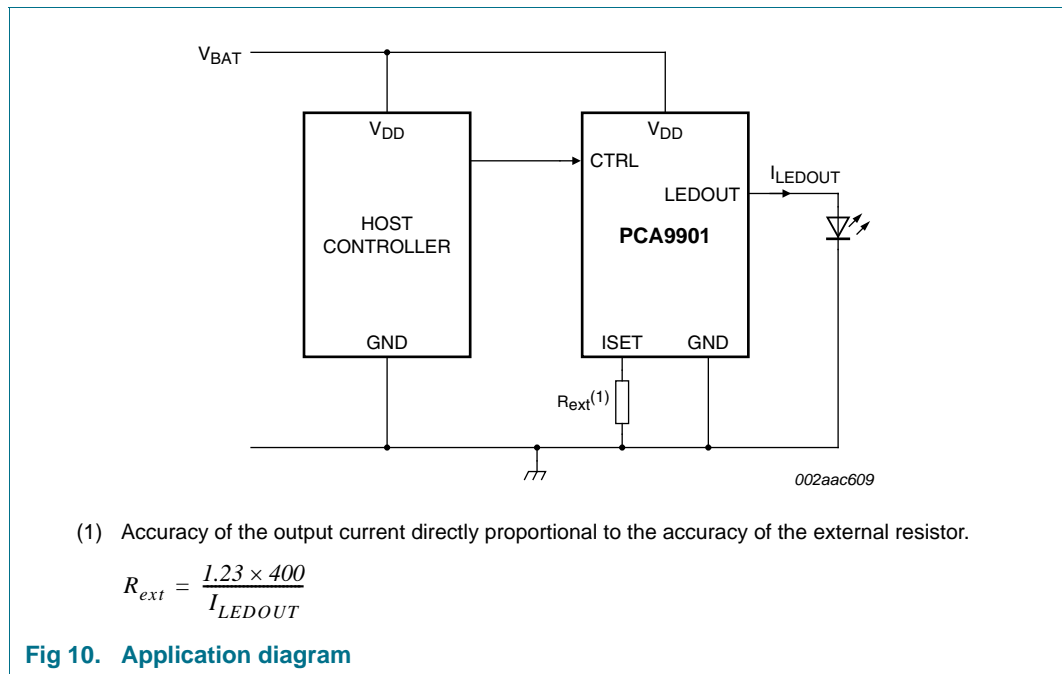 VBAT
VDD
VDD
CTRL
ILEDOUT
LEDOUT
HOST
CONTROLLER
PCA9901
GND
ISET
GND
Rext(1)
002aac609
(1) Accuracy of the output current directly proportional to the accuracy of the external resistor.
Rext = 1.23 × 400 / ILEDOUT
Fig 10. Application diagram